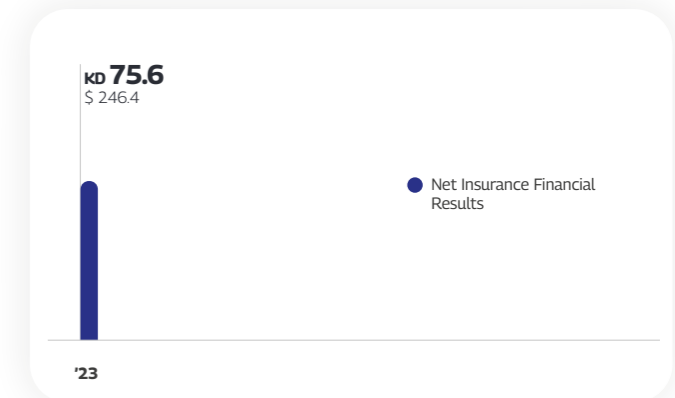 KD 75.6
$ 246.4
Net Insurance Financial
Results
'23